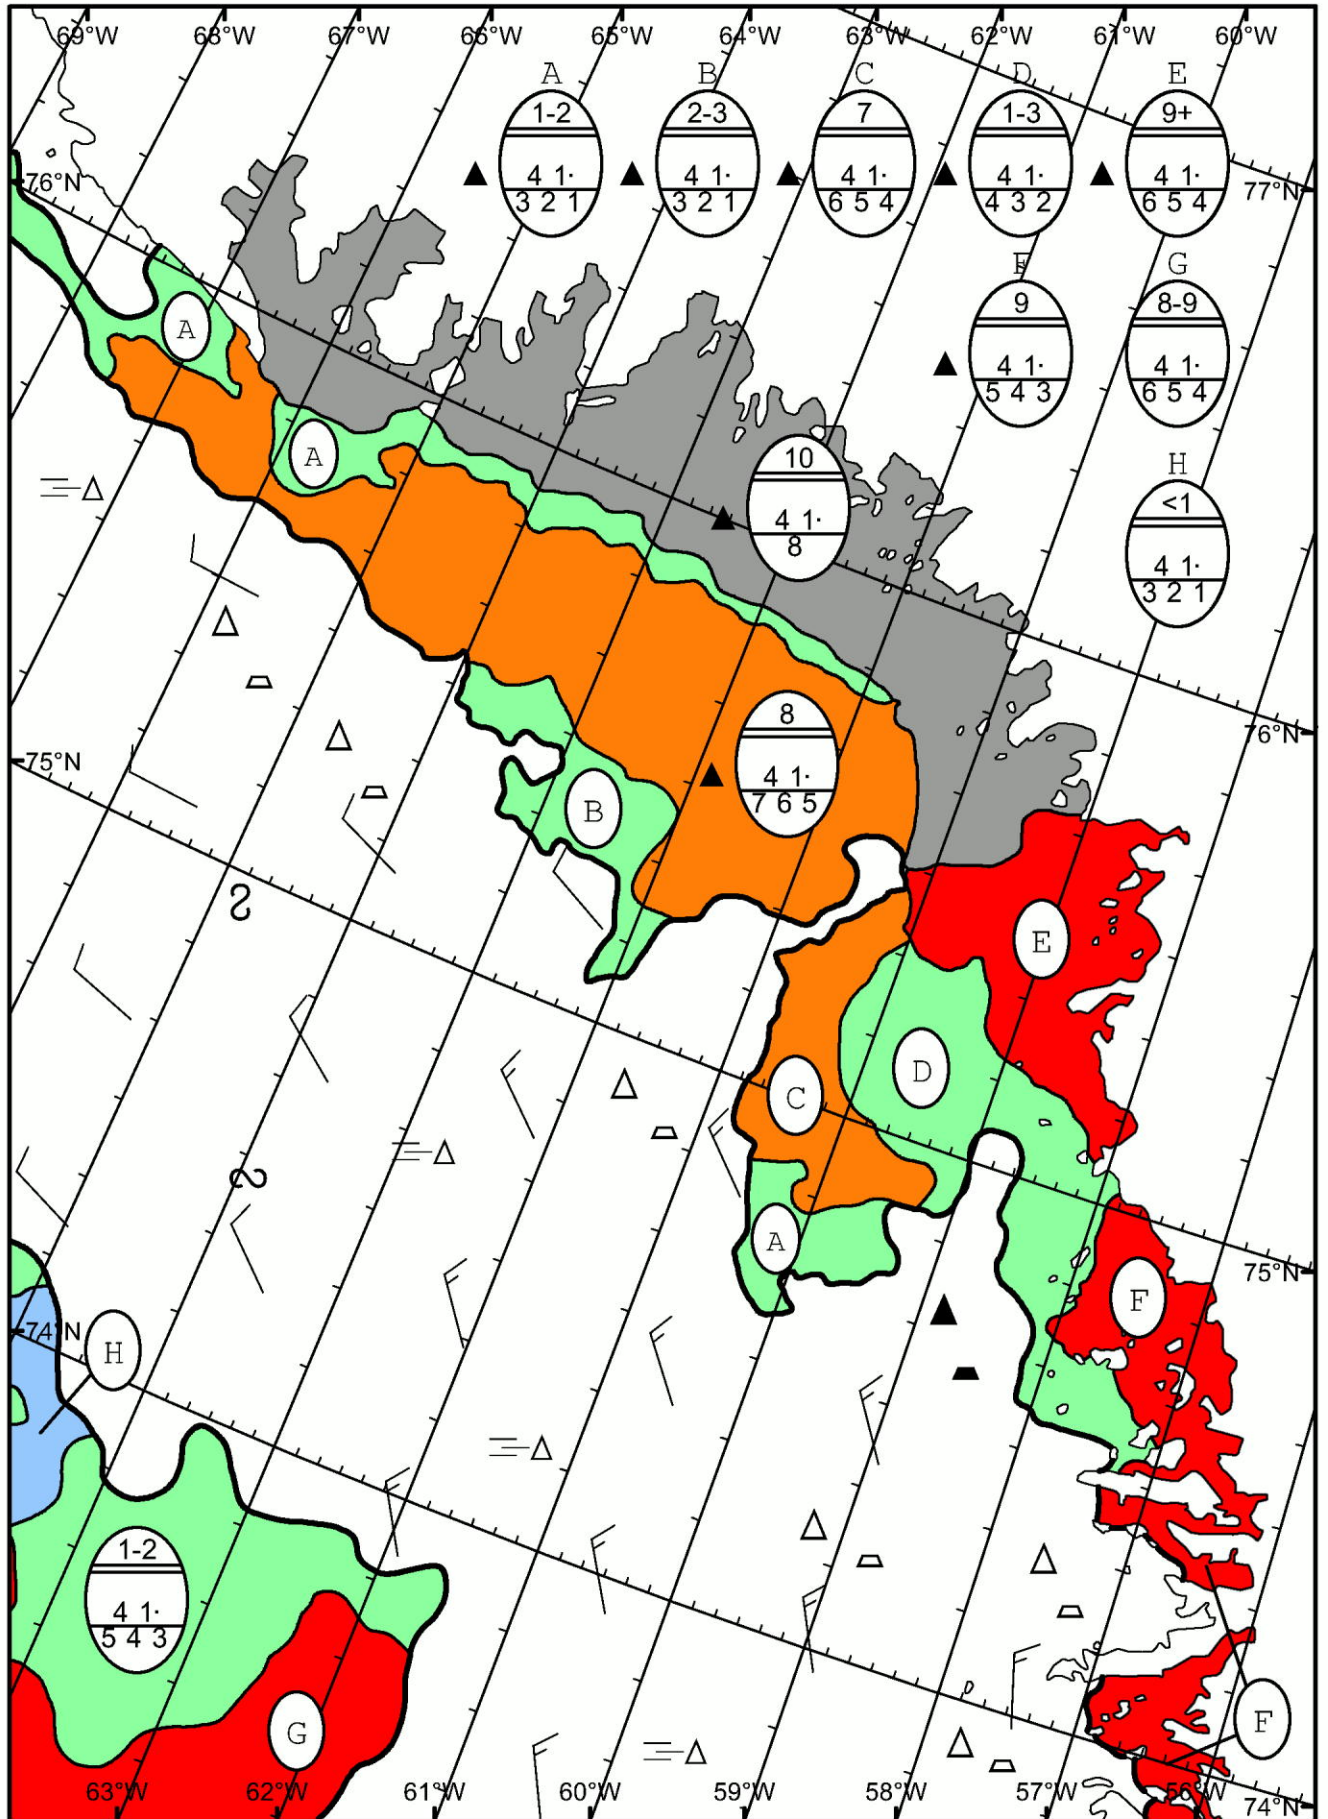 69°W 68°W 67°W 66°W 65°W 64°W 63°W 62°W 61°W 60°W
A B C D E
1-2 2-3 7 1-3 9+
4 1· 4 1· 4 1· 4 1· 4 1·
3 2 1 3 2 1 6 5 4 4 3 2 6 5 4
76°N 77°N
F G
9 8-9
4 1· 4 1·
5 4 3 6 5 4
A
A
10
4 1·
8
H
<1
4 1·
3 2 1
8
4 1·
7 6 5
76°N
75°N
B
E
D
C
A
75°N
F
74°N
H
1-2
4 1·
5 4 3
G
F
63°W 62°W 61°W 60°W 59°W 58°W 57°W 56°W 74°N